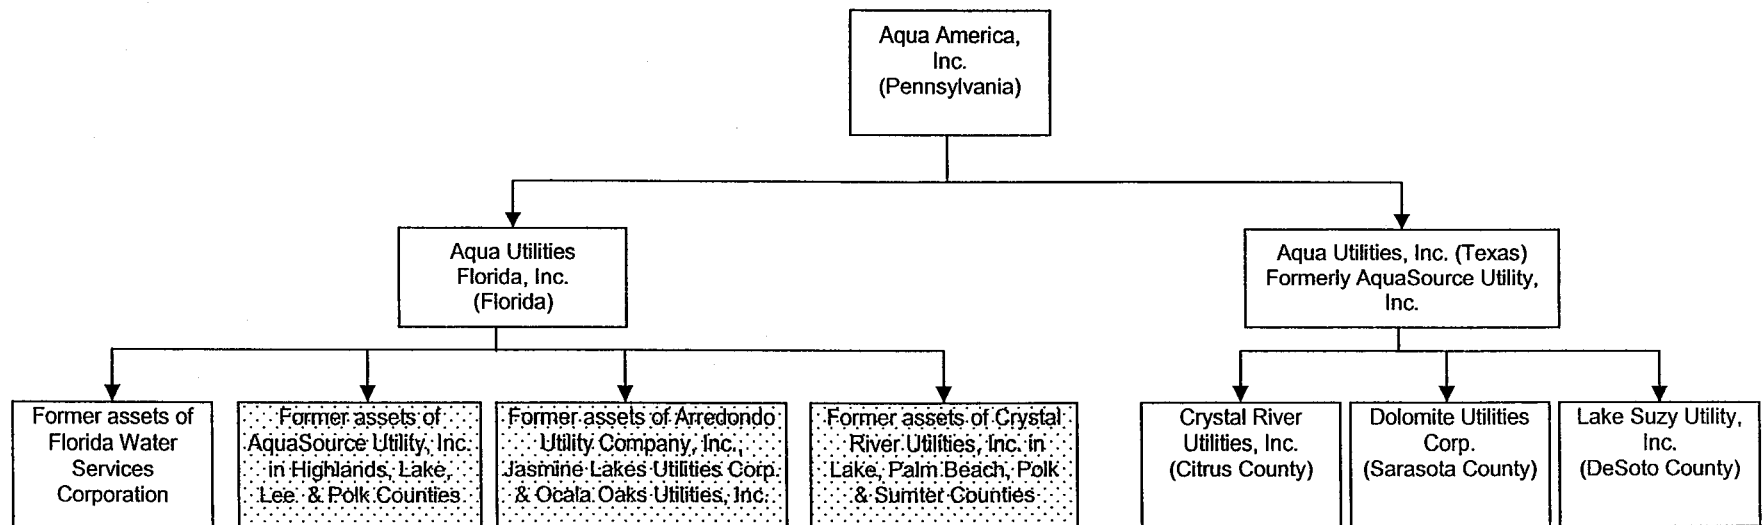 Aqua America,
Inc.
(Pennsylvania)
Aqua Utilities
Florida, Inc.
(Florida)
Aqua Utilities, Inc. (Texas)
Formerly AquaSource Utility,
Inc.
Former assets of
Florida Water
Services
Corporation
Former assets of
AquaSource Utility, Inc.
in Highlands, Lake,
Lee & Polk Counties
Former assets of Arredondo
Utility Company, Inc.,
Jasmine Lakes Utilities Corp.
& Ocala Oaks Utilities, Inc.
Former assets of Crystal
River Utilities, Inc. in
Lake, Palm Beach, Polk
& Sumter Counties
Crystal River
Utilities, Inc.
(Citrus County)
Dolomite Utilities
Corp.
(Sarasota County)
Lake Suzy Utility,
Inc.
(DeSoto County)